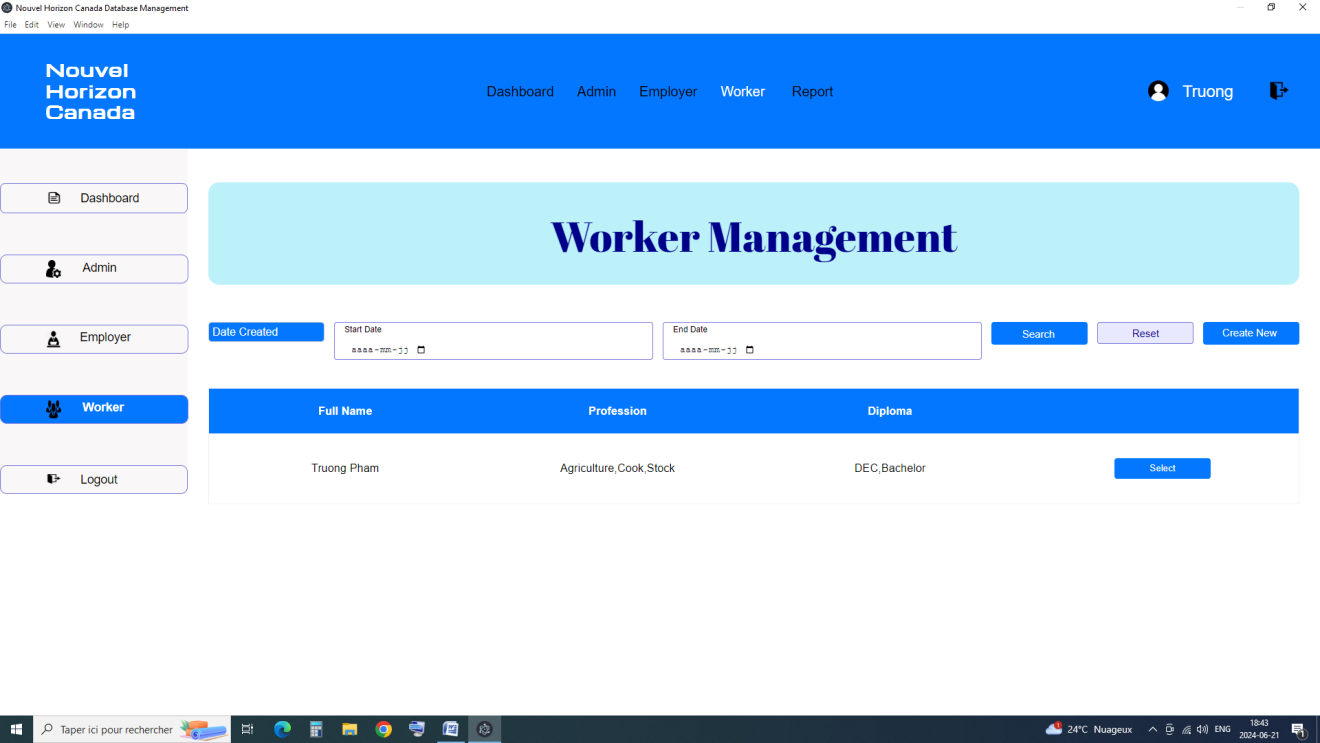 Nouvel Horizon Canada Database Management
File Edit View Window Help
Nouvel
Horizon
Canada
Dashboard Admin Employer Worker Report
Truong
Dashboard
Admin
Employer
Worker
Logout
Worker Management
Date Created
Start Date
aaaa-mm-jj
End Date
aaaa-mm-jj
Search
Reset
Create New
Full Name Profession Diploma
Truong Pham Agriculture,Cook,Stock DEC,Bachelor Select
Taper ici pour rechercher
1
24°C Nuageux
ENG
18:43
2024-06-21
1